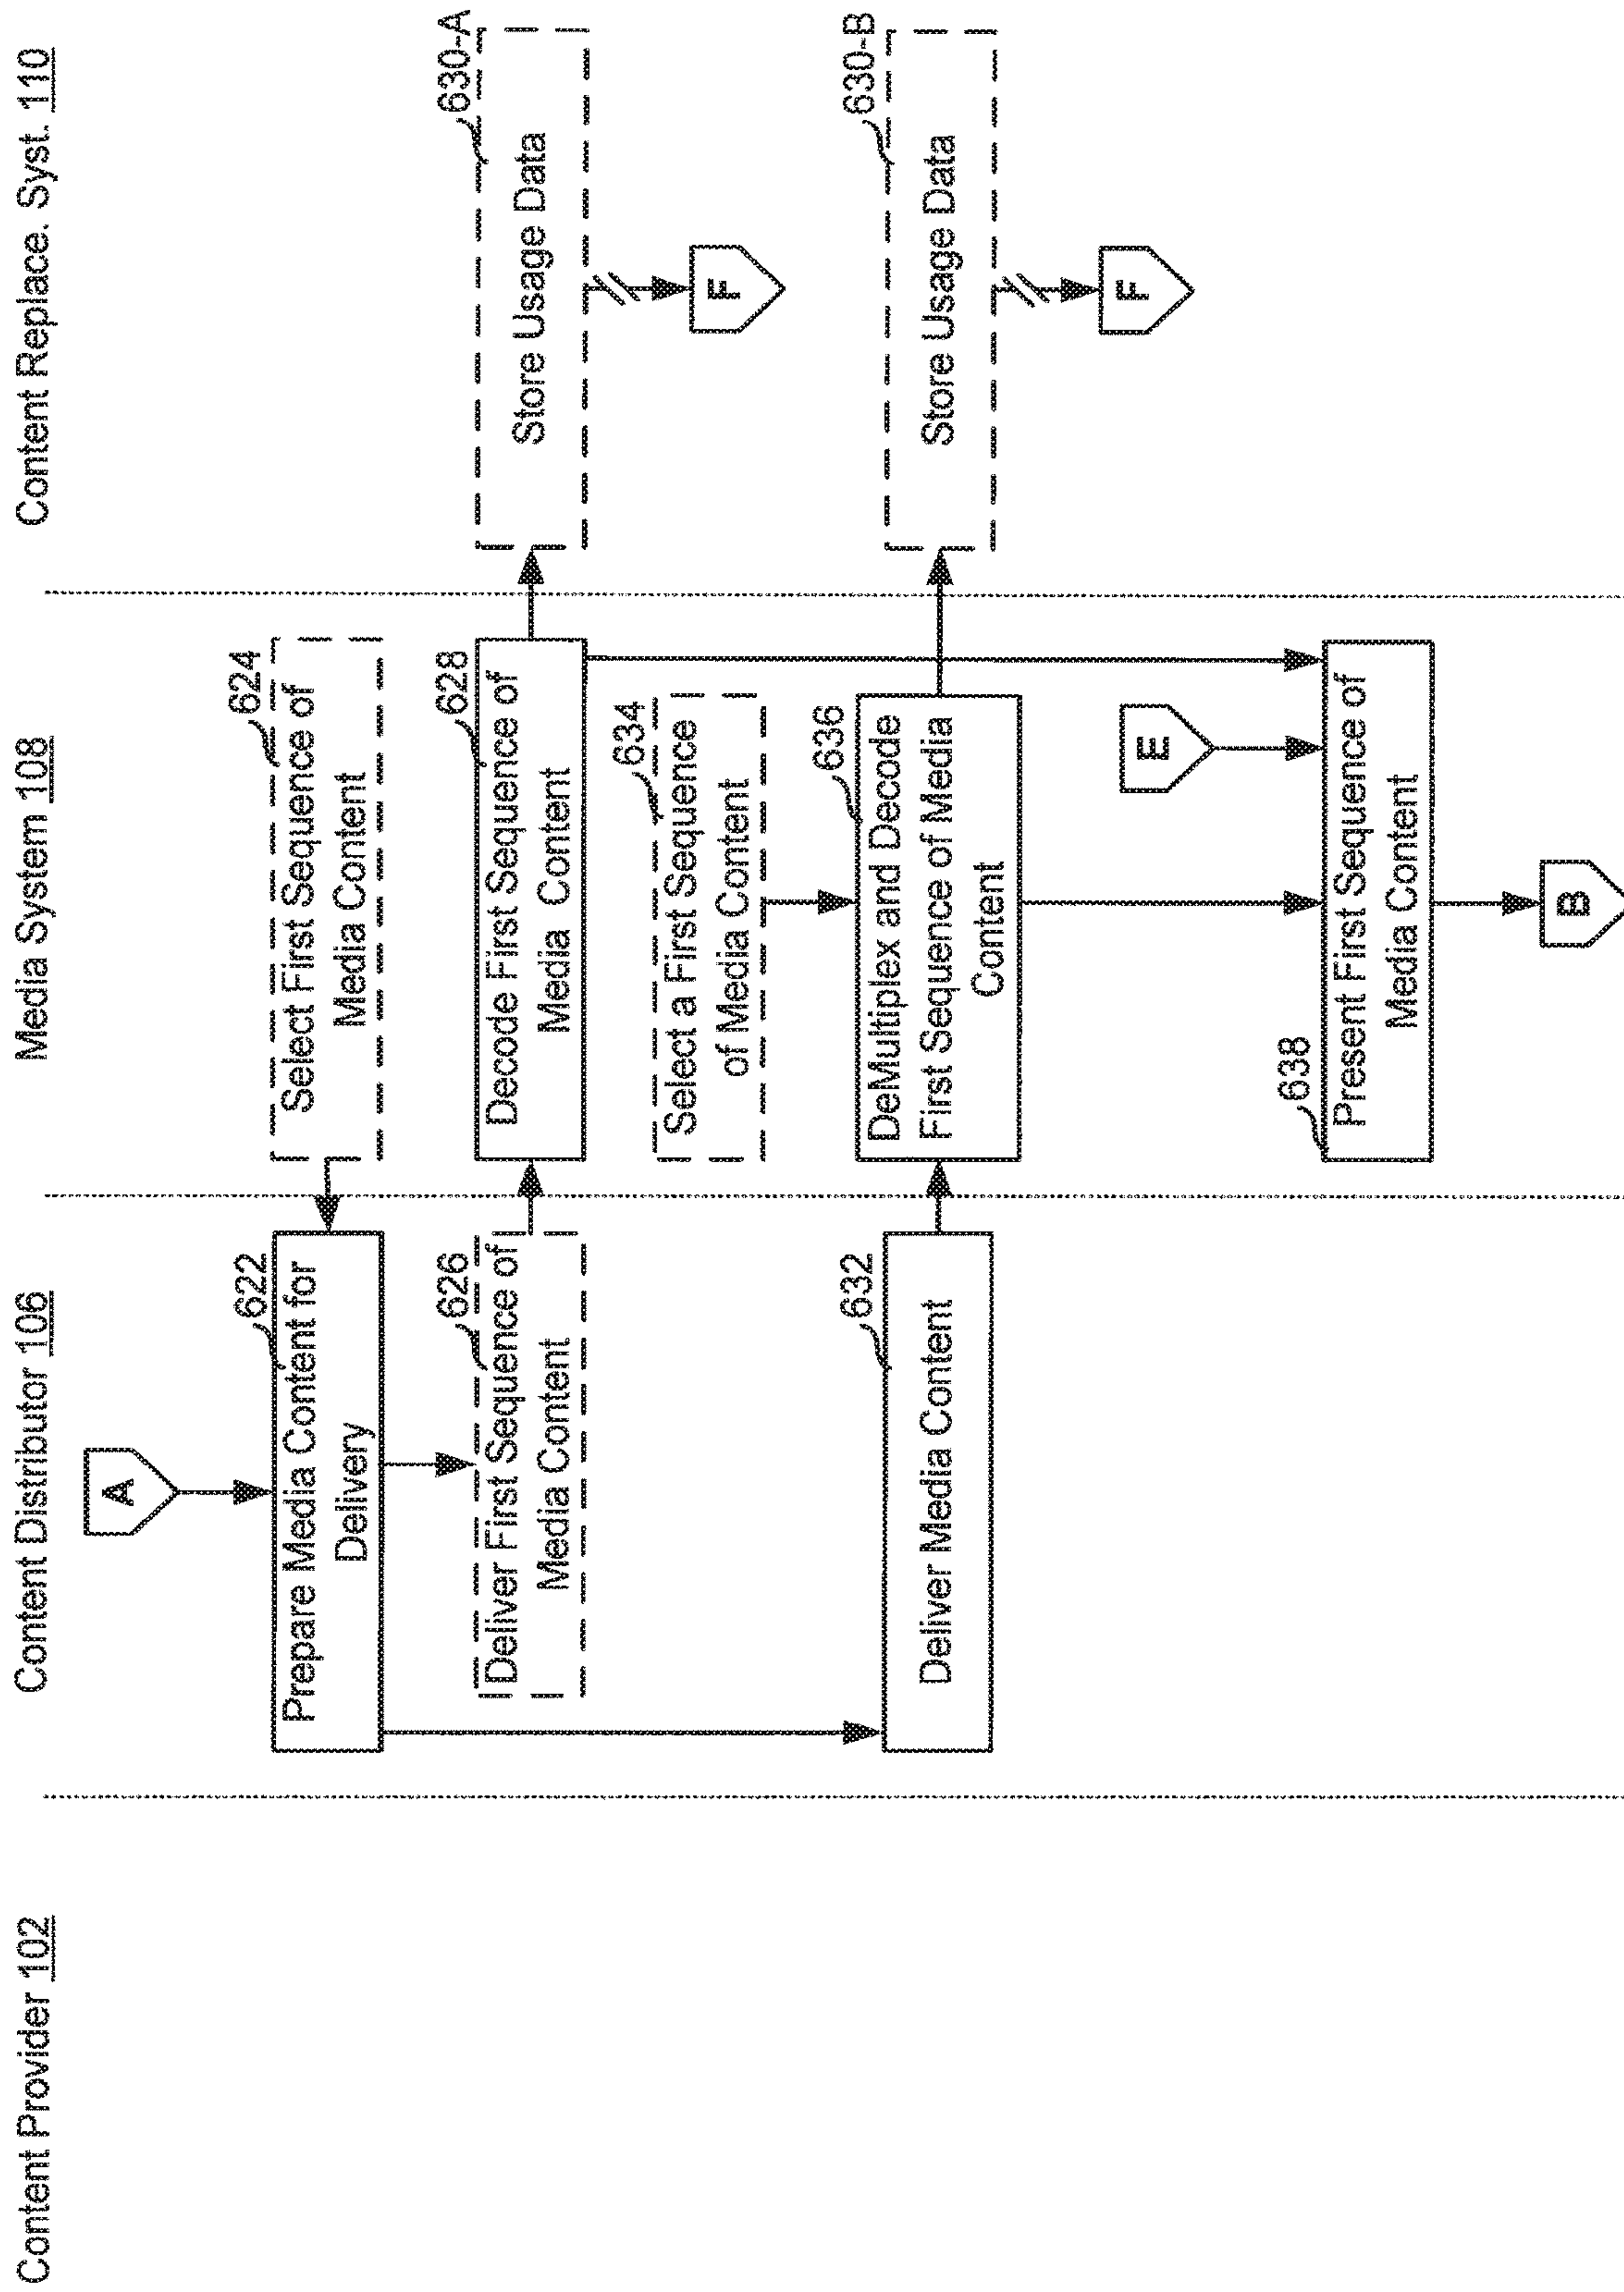 Content Provider 102
Content Distributor 106
Media System 108
Content Replace. Syst. 110
A
622
Prepare Media Content for
Delivery
624
Select First Sequence of
Media Content
626
Deliver First Sequence of
Media Content
628
Decode First Sequence of
Media Content
630-A
Store Usage Data
F
634
Select a First Sequence
of Media Content
632
Deliver Media Content
636
DeMultiplex and Decode
First Sequence of Media
Content
630-B
Store Usage Data
F
E
638
Present First Sequence of
Media Content
B